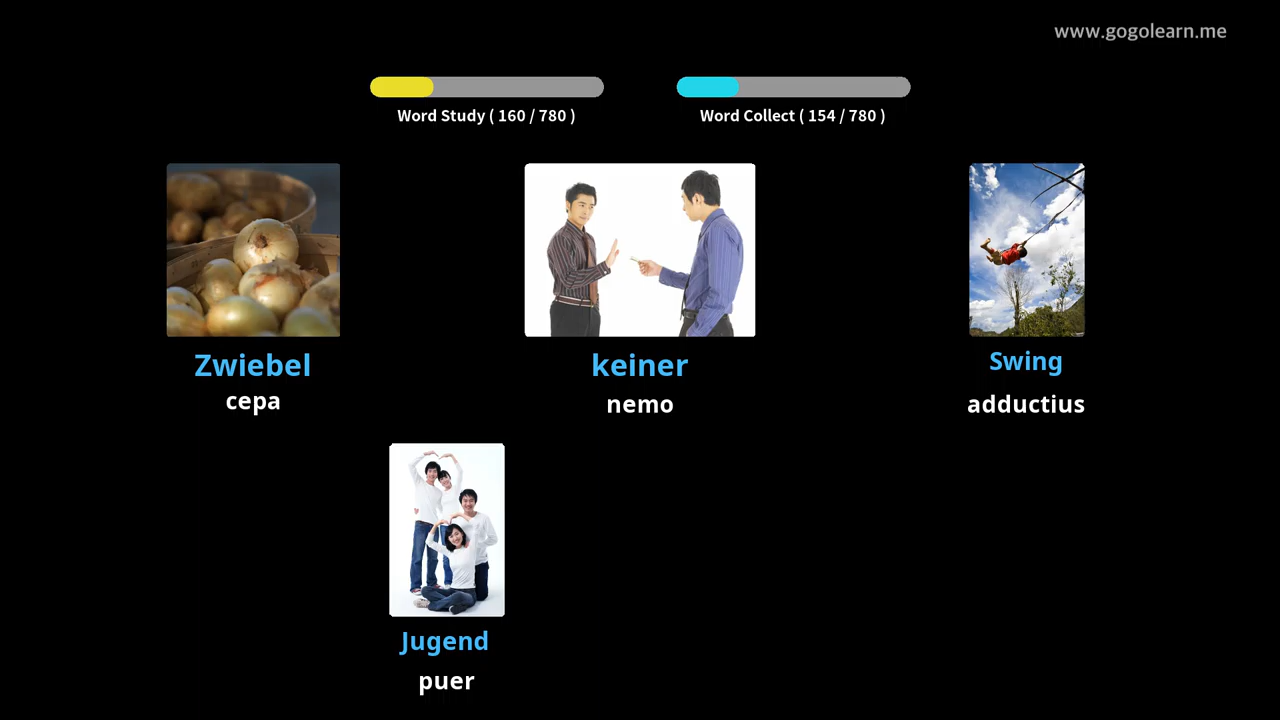 www.gogolearn.me
Word Study ( 160 / 780 )
Word Collect ( 154 / 780 )
Zwiebel
cepa
keiner
nemo
Swing
adductius
Jugend
puer